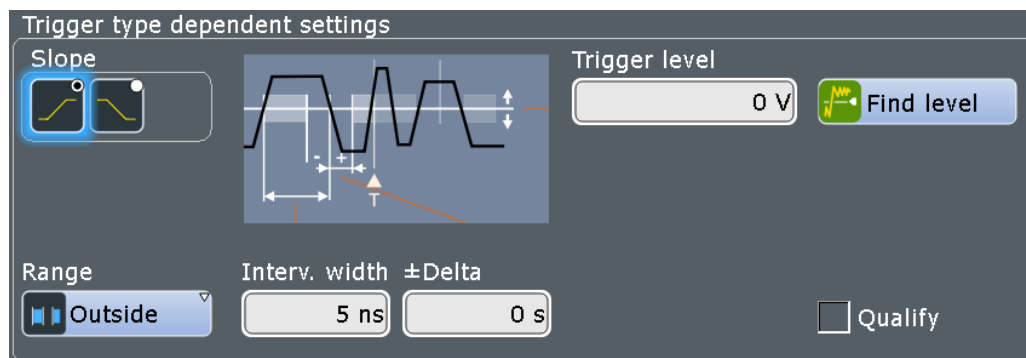 Trigger type dependent settings
Slope
Trigger level
0 V
Find level
- +
T
Range
Interv. width
±Delta
Outside
5 ns
0 s
Qualify